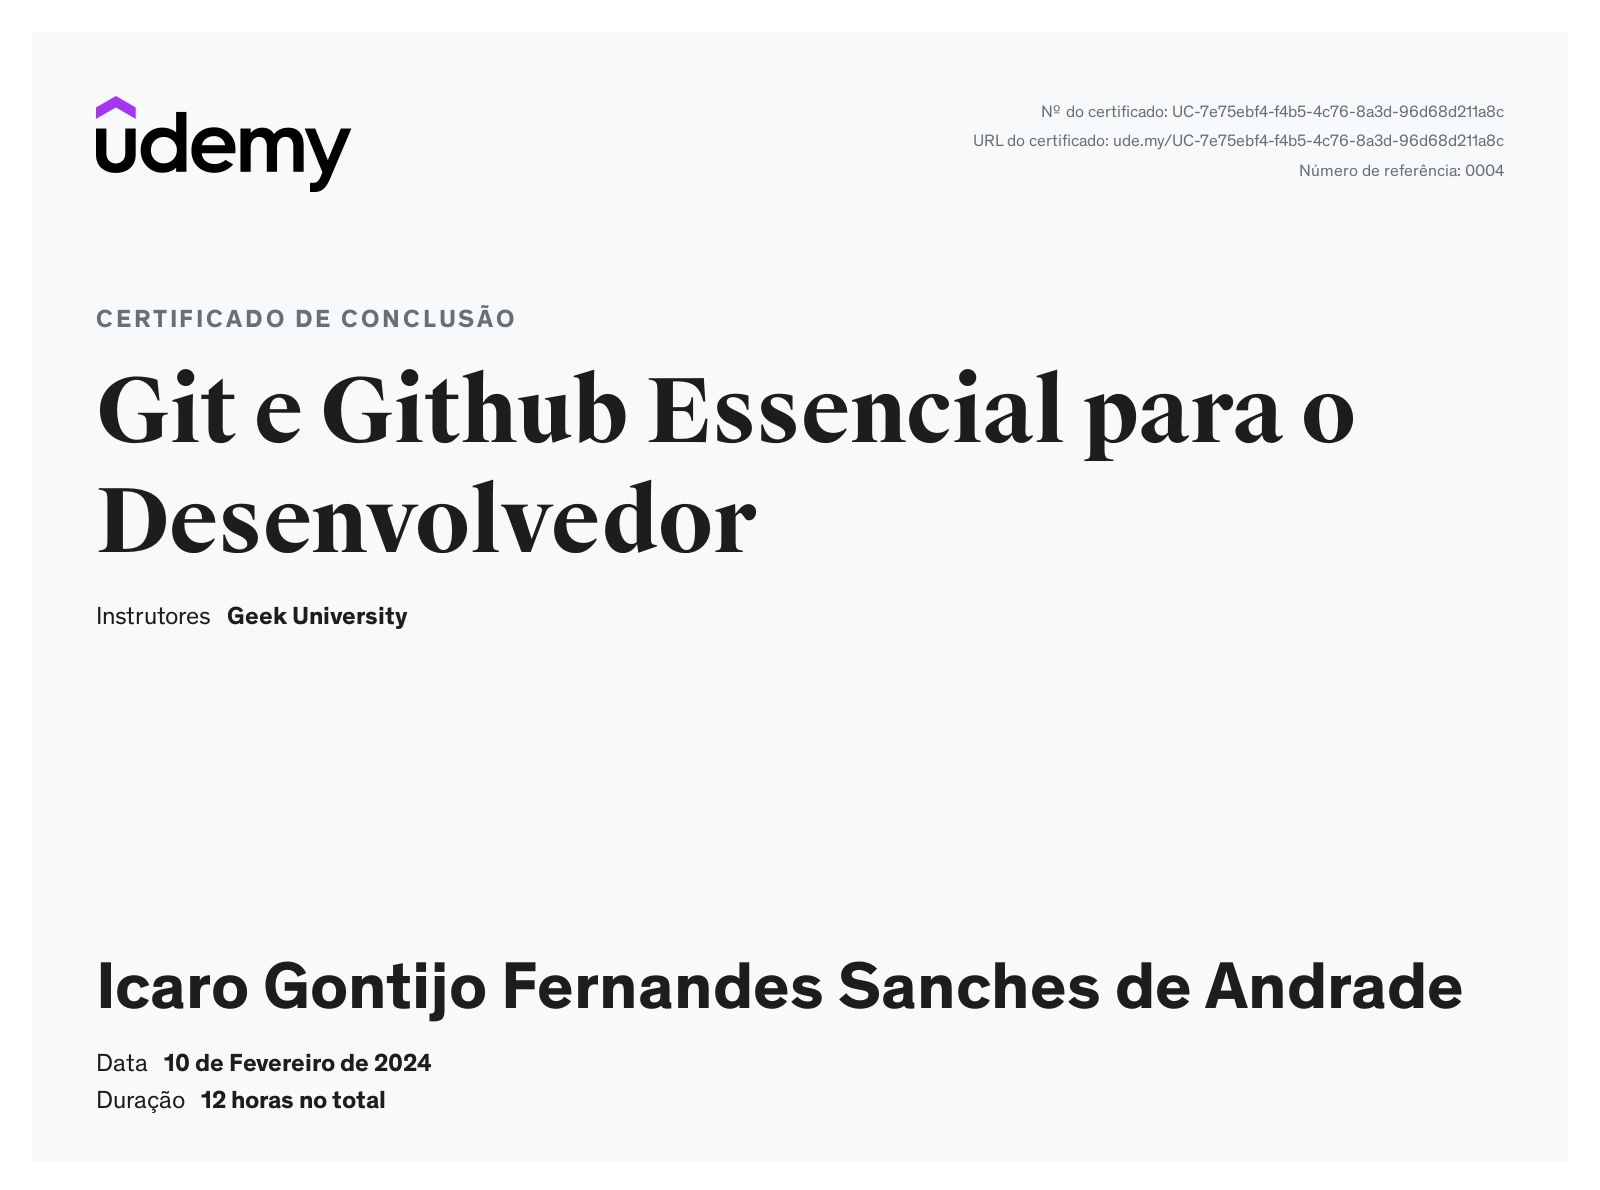 udemy
Nº do certificado: UC-7e75ebf4-f4b5-4c76-8a3d-96d68d211a8c
URL do certificado: ude.my/UC-7e75ebf4-f4b5-4c76-8a3d-96d68d211a8c
Número de referência: 0004
CERTIFICADO DE CONCLUSÃO
Git e Github Essencial para o
Desenvolvedor
Instrutores Geek University
Icaro Gontijo Fernandes Sanches de Andrade
Data 10 de Fevereiro de 2024
Duração 12 horas no total